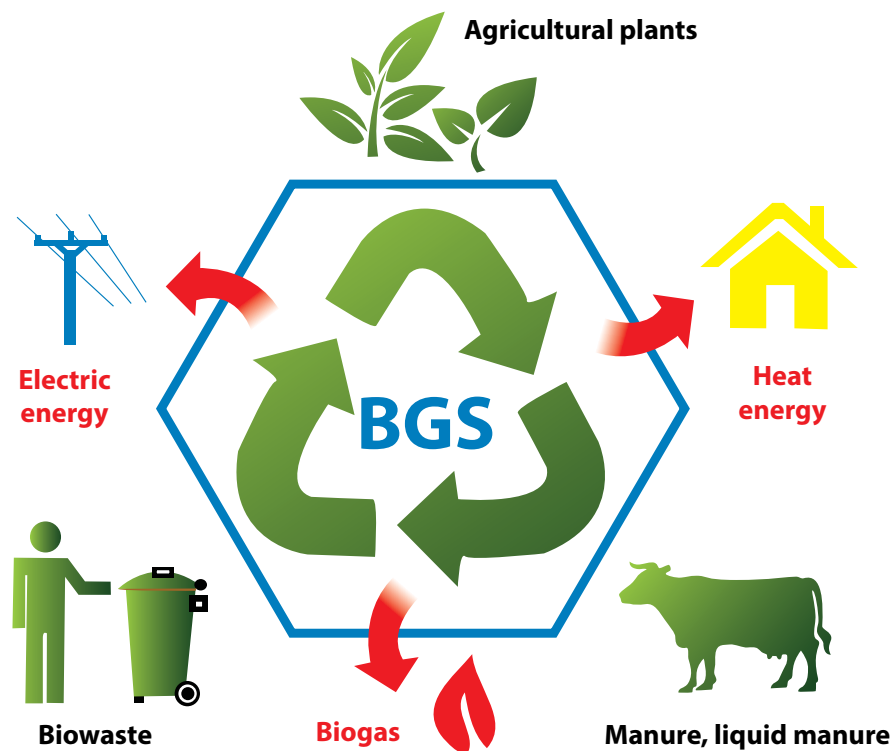 Agricultural plants
Electric
energy
Heat
energy
BGS
Biowaste
Biogas
Manure, liquid manure